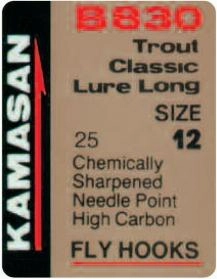 B830
Trout
Classic
Lure Long
SIZE
25 12
Chemically
Sharpened
Needle Point
High Carbon
FLY HOOKS
KAMASAN